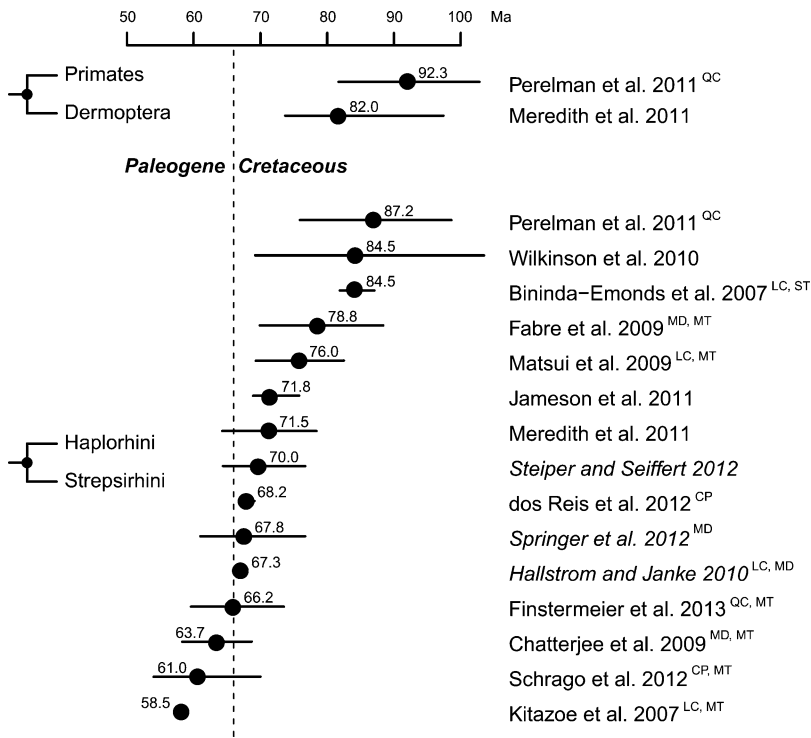 50 60 70 80 90 100 Ma
Primates 92.3 Perelman et al. 2011 QC
Dermoptera 82.0 Meredith et al. 2011
Paleogene Cretaceous
87.2 Perelman et al. 2011 QC
84.5 Wilkinson et al. 2010
84.5 Bininda−Emonds et al. 2007 LC, ST
78.8 Fabre et al. 2009 MD, MT
76.0 Matsui et al. 2009 LC, MT
71.8 Jameson et al. 2011
71.5 Meredith et al. 2011
Haplorhini
70.0 Steiper and Seiffert 2012
Strepsirhini
68.2 dos Reis et al. 2012 CP
67.8 Springer et al. 2012 MD
67.3 Hallstrom and Janke 2010 LC, MD
66.2 Finstermeier et al. 2013 QC, MT
63.7 Chatterjee et al. 2009 MD, MT
61.0 Schrago et al. 2012 CP, MT
58.5 Kitazoe et al. 2007 LC, MT